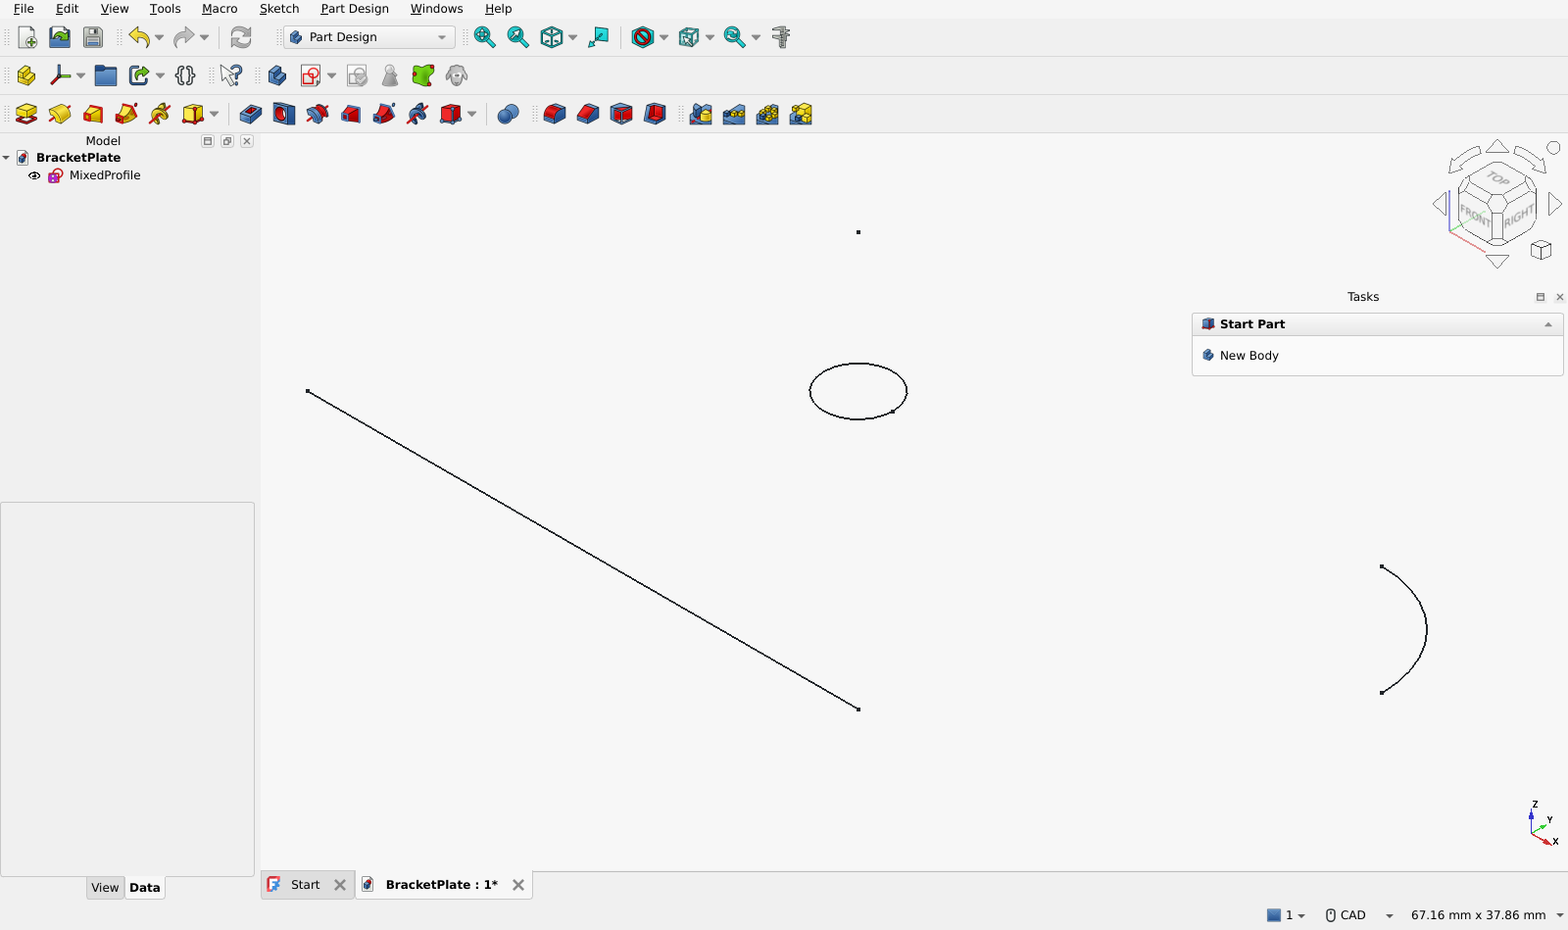 File Edit View Tools Macro Sketch Part Design Windows Help
Part Design
Model
BracketPlate
MixedProfile
TOP
FRONT
RIGHT
Tasks
Start Part
New Body
Z
Y
X
View Data
Start
BracketPlate : 1*
1
CAD
67.16 mm x 37.86 mm